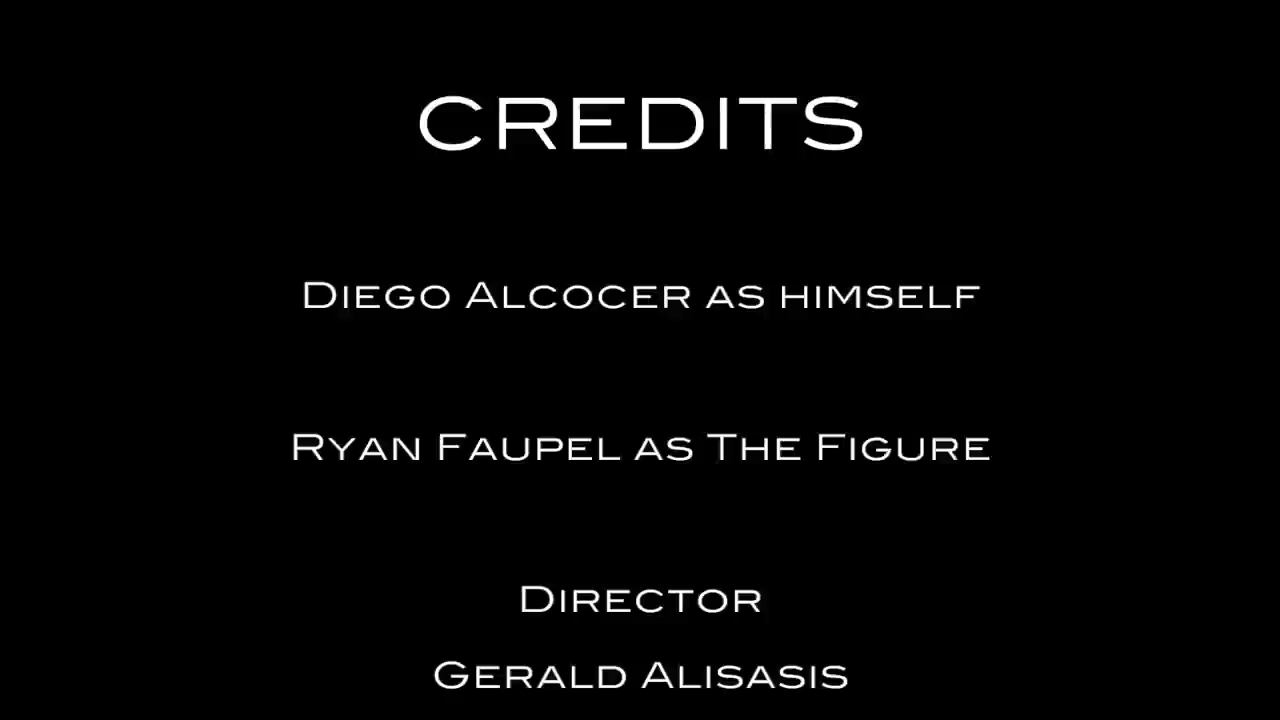 CREDITS
DIEGO ALCOCER AS HIMSELF
RYAN FAUPEL AS THE FIGURE
DIRECTOR
GERALD ALISASIS